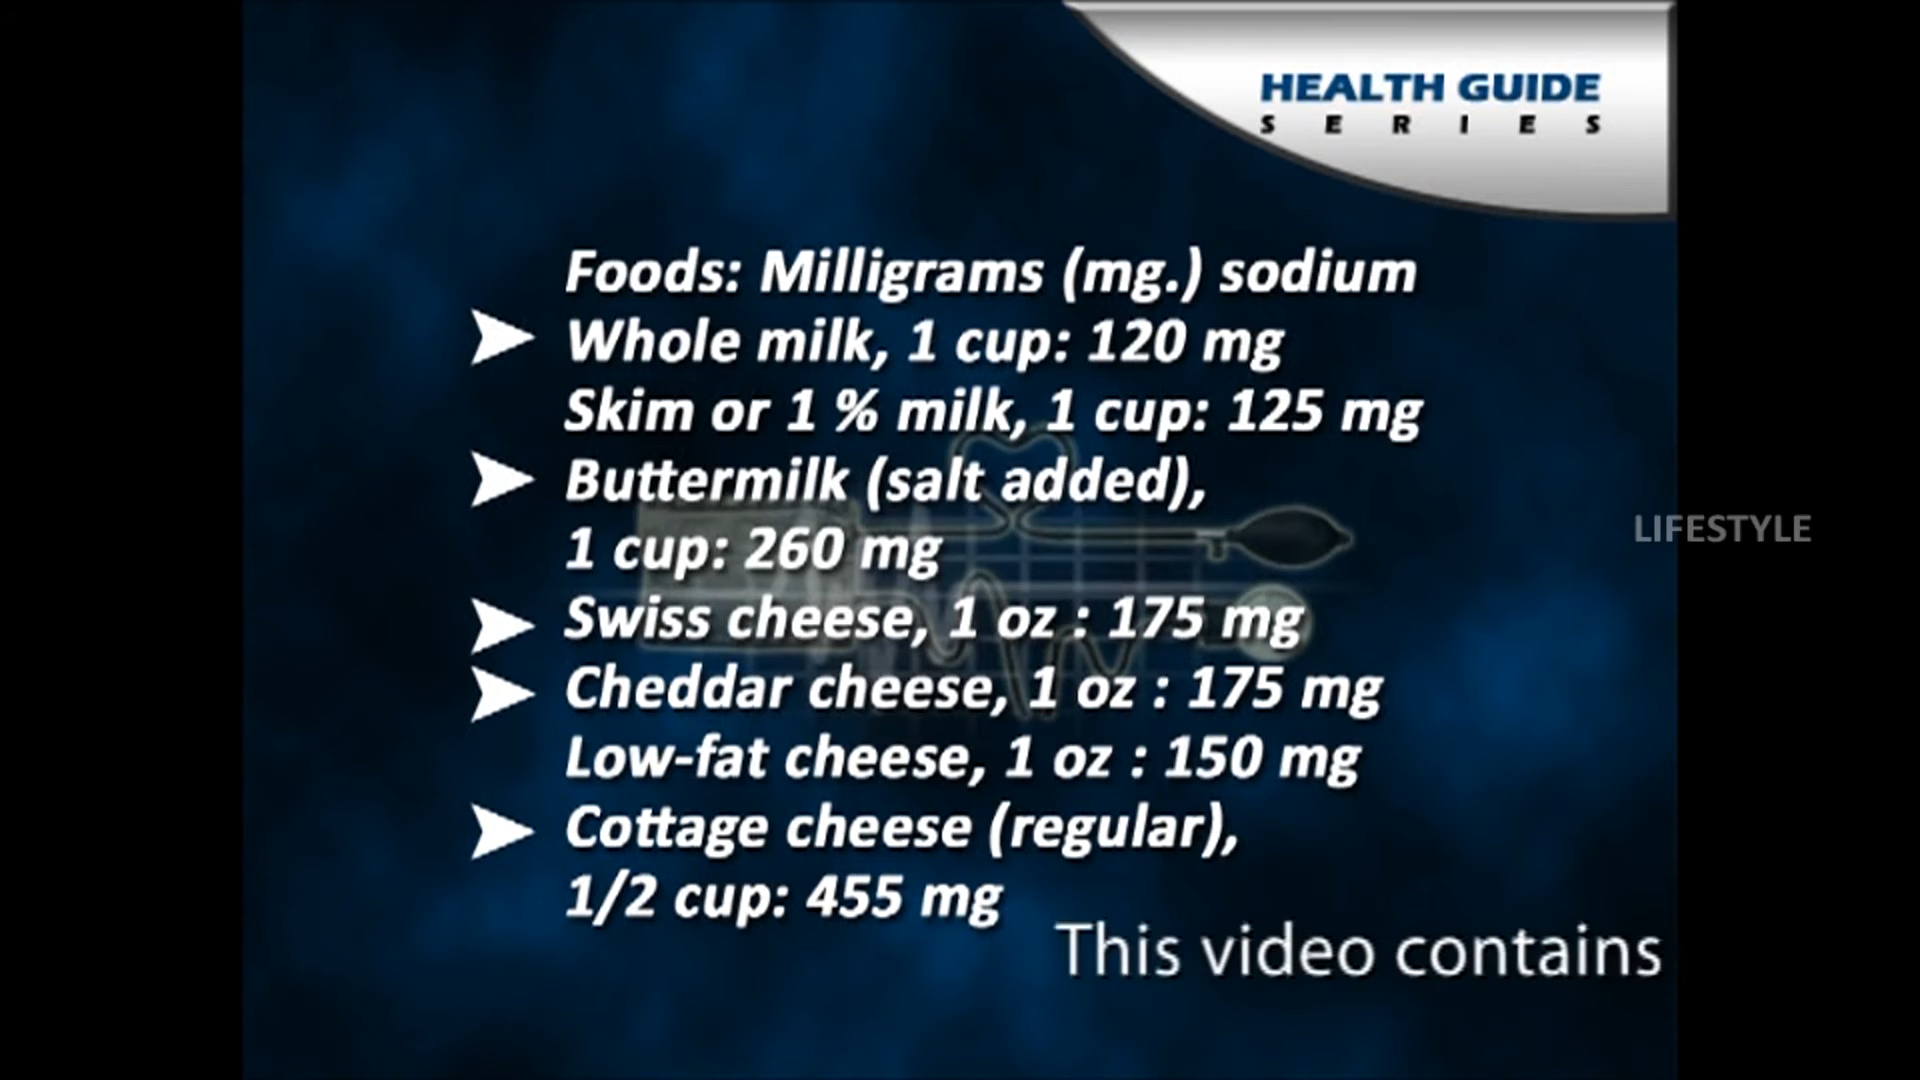 HEALTH GUIDE
SERIES
Foods: Milligrams (mg.) sodium
Whole milk, 1 cup: 120 mg
Skim or 1 % milk, 1 cup: 125 mg
Buttermilk (salt added),
1 cup: 260 mg
LIFESTYLE
Swiss cheese, 1 oz : 175 mg
Cheddar cheese, 1 oz : 175 mg
Low-fat cheese, 1 oz : 150 mg
Cottage cheese (regular),
1/2 cup: 455 mg
This video contains